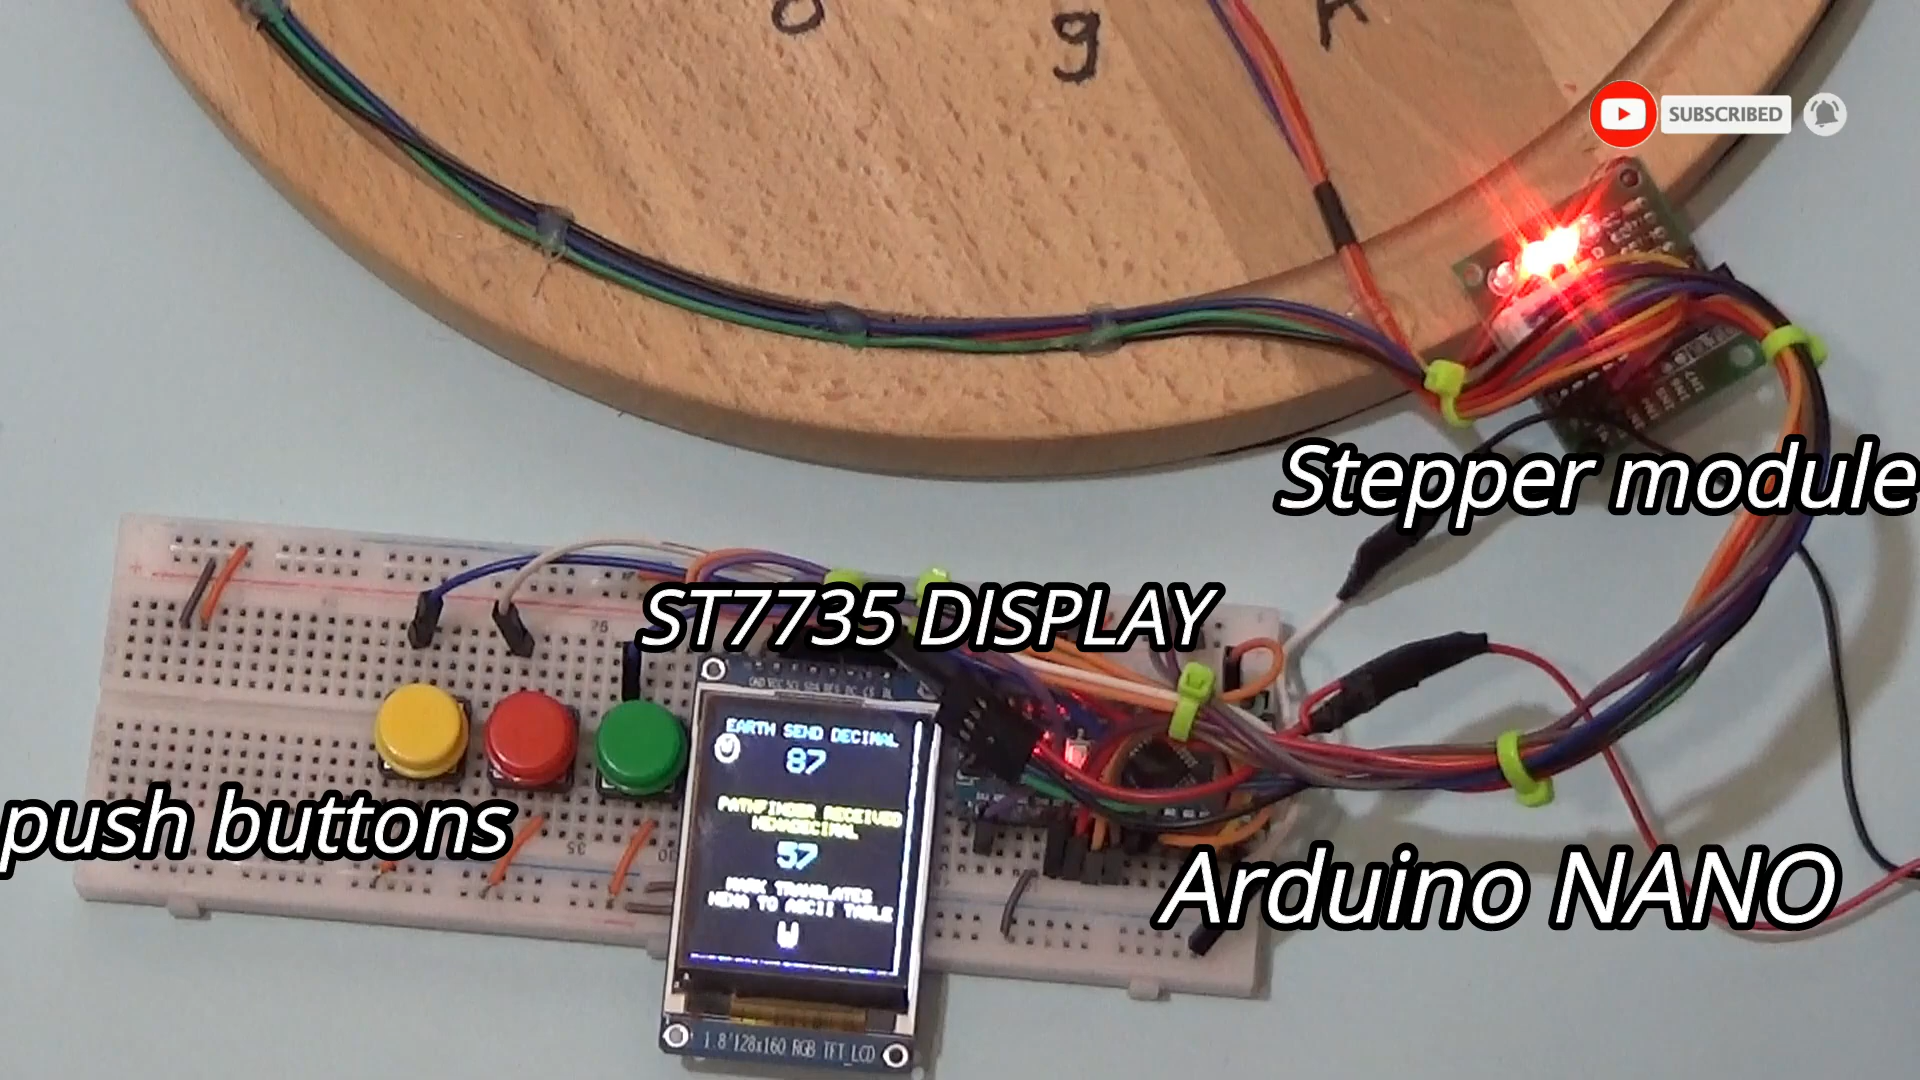 g
SUBSCRIBED
Stepper module
ST7735 DISPLAY
EARTH SEND DECIMAL
87
PATHFINDER RECEIVED
HEXADECIMAL
57
MARK TRANSLATES
HEXA TO ASCII TABLE
W
push buttons
Arduino NANO
1.8'128x160 RGB TFT_LCD